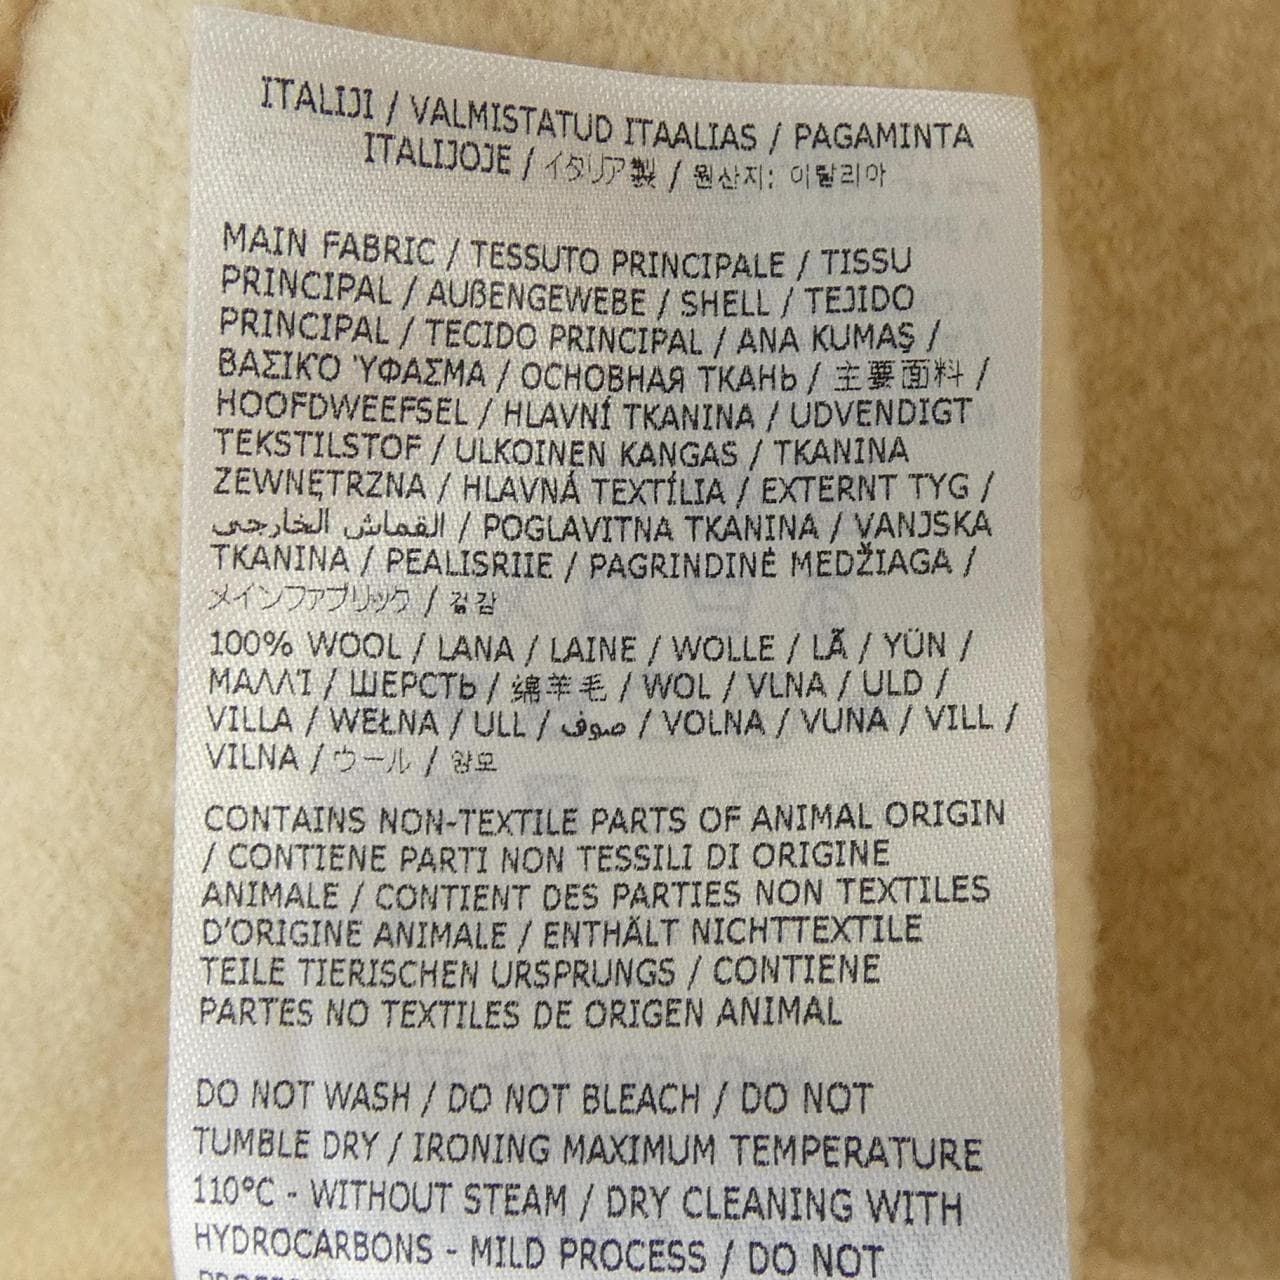 ITALIJI / VALMISTATUD ITAALIAS / PAGAMINTA
ITALIJOJE / イタリア製 / 원산지: 이탈리아
MAIN FABRIC / TESSUTO PRINCIPALE / TISSU
PRINCIPAL / AUßENGEWEBE / SHELL / TEJIDO
PRINCIPAL / TECIDO PRINCIPAL / ANA KUMAŞ /
ΒΑΣΙΚΌ ΎΦΑΣΜΑ / ОСНОВНАЯ ТКАНЬ / 主要面料 /
HOOFDWEEFSEL / HLAVNÍ TKANINA / UDVENDIGT
TEKSTILSTOF / ULKOINEN KANGAS / TKANINA
ZEWNĘTRZNA / HLAVNÁ TEXTÍLIA / EXTERNT TYG /
القماش الخارجي / POGLAVITNA TKANINA / VANJSKA
TKANINA / PEALISRIIE / PAGRINDINĖ MEDŽIAGA /
メインファブリック / 겉감
100% WOOL / LANA / LAINE / WOLLE / LÃ / YÜN /
ΜΑΛΛΊ / ШЕРСТЬ / 绵羊毛 / WOL / VLNA / ULD /
VILLA / WEŁNA / ULL / صوف / VOLNA / VUNA / VILL /
VILNA / ウール / 양모
CONTAINS NON-TEXTILE PARTS OF ANIMAL ORIGIN
/ CONTIENE PARTI NON TESSILI DI ORIGINE
ANIMALE / CONTIENT DES PARTIES NON TEXTILES
D'ORIGINE ANIMALE / ENTHÄLT NICHTTEXTILE
TEILE TIERISCHEN URSPRUNGS / CONTIENE
PARTES NO TEXTILES DE ORIGEN ANIMAL
DO NOT WASH / DO NOT BLEACH / DO NOT
TUMBLE DRY / IRONING MAXIMUM TEMPERATURE
110°C - WITHOUT STEAM / DRY CLEANING WITH
HYDROCARBONS - MILD PROCESS / DO NOT